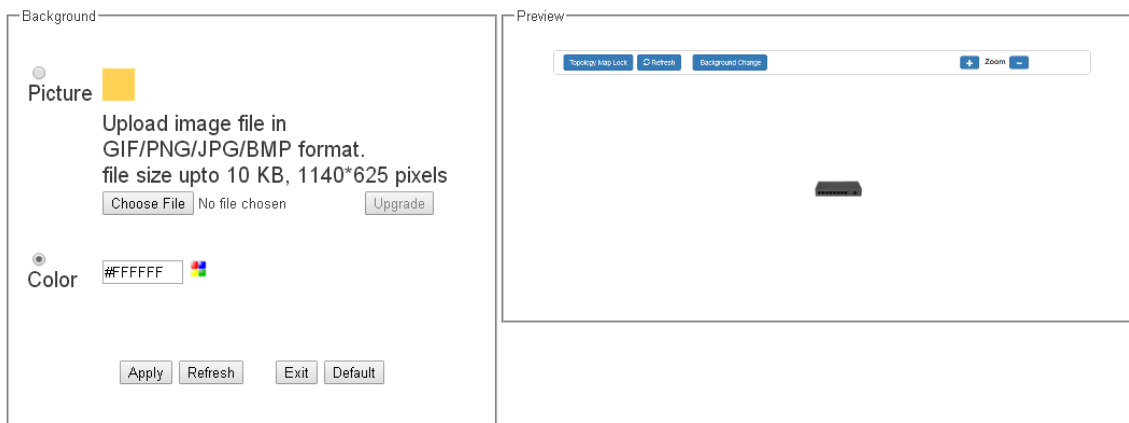 Background
Picture
Upload image file in
GIF/PNG/JPG/BMP format.
file size upto 10 KB, 1140*625 pixels
Choose File No file chosen Upgrade
Color #FFFFFF
Apply Refresh Exit Default
Preview
Topology Map Lock Refresh Background Change + Zoom −